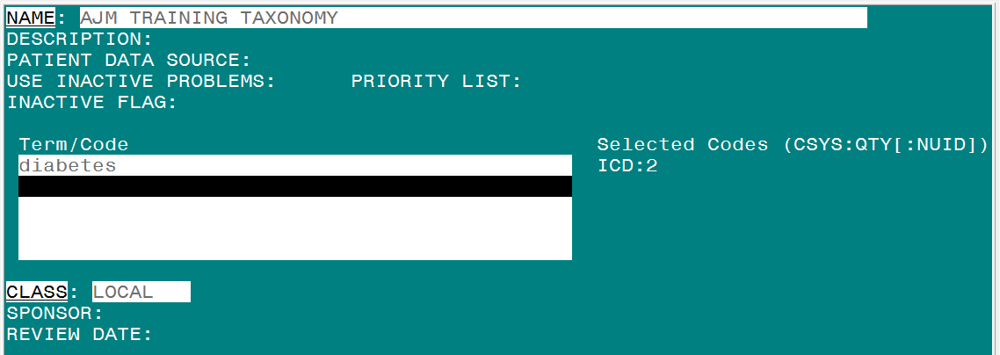 NAME: AJM TRAINING TAXONOMY
DESCRIPTION:
PATIENT DATA SOURCE:
USE INACTIVE PROBLEMS: PRIORITY LIST:
INACTIVE FLAG:
Term/Code Selected Codes (CSYS:QTY[:NUID])
diabetes ICD:2
CLASS: LOCAL
SPONSOR:
REVIEW DATE: